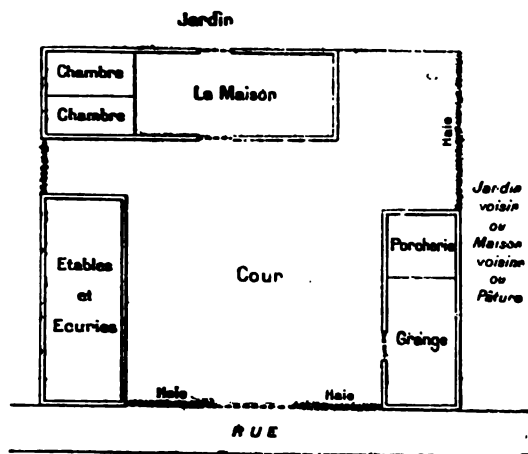 Jardin
Chambre
La Maison
Chambre
Haie
Jardin
voisin
ou
Maison
voisine
ou
Pâture
Porcherie
Etables
et
Ecuries
Cour
Grange
Haie
Haie
RUE